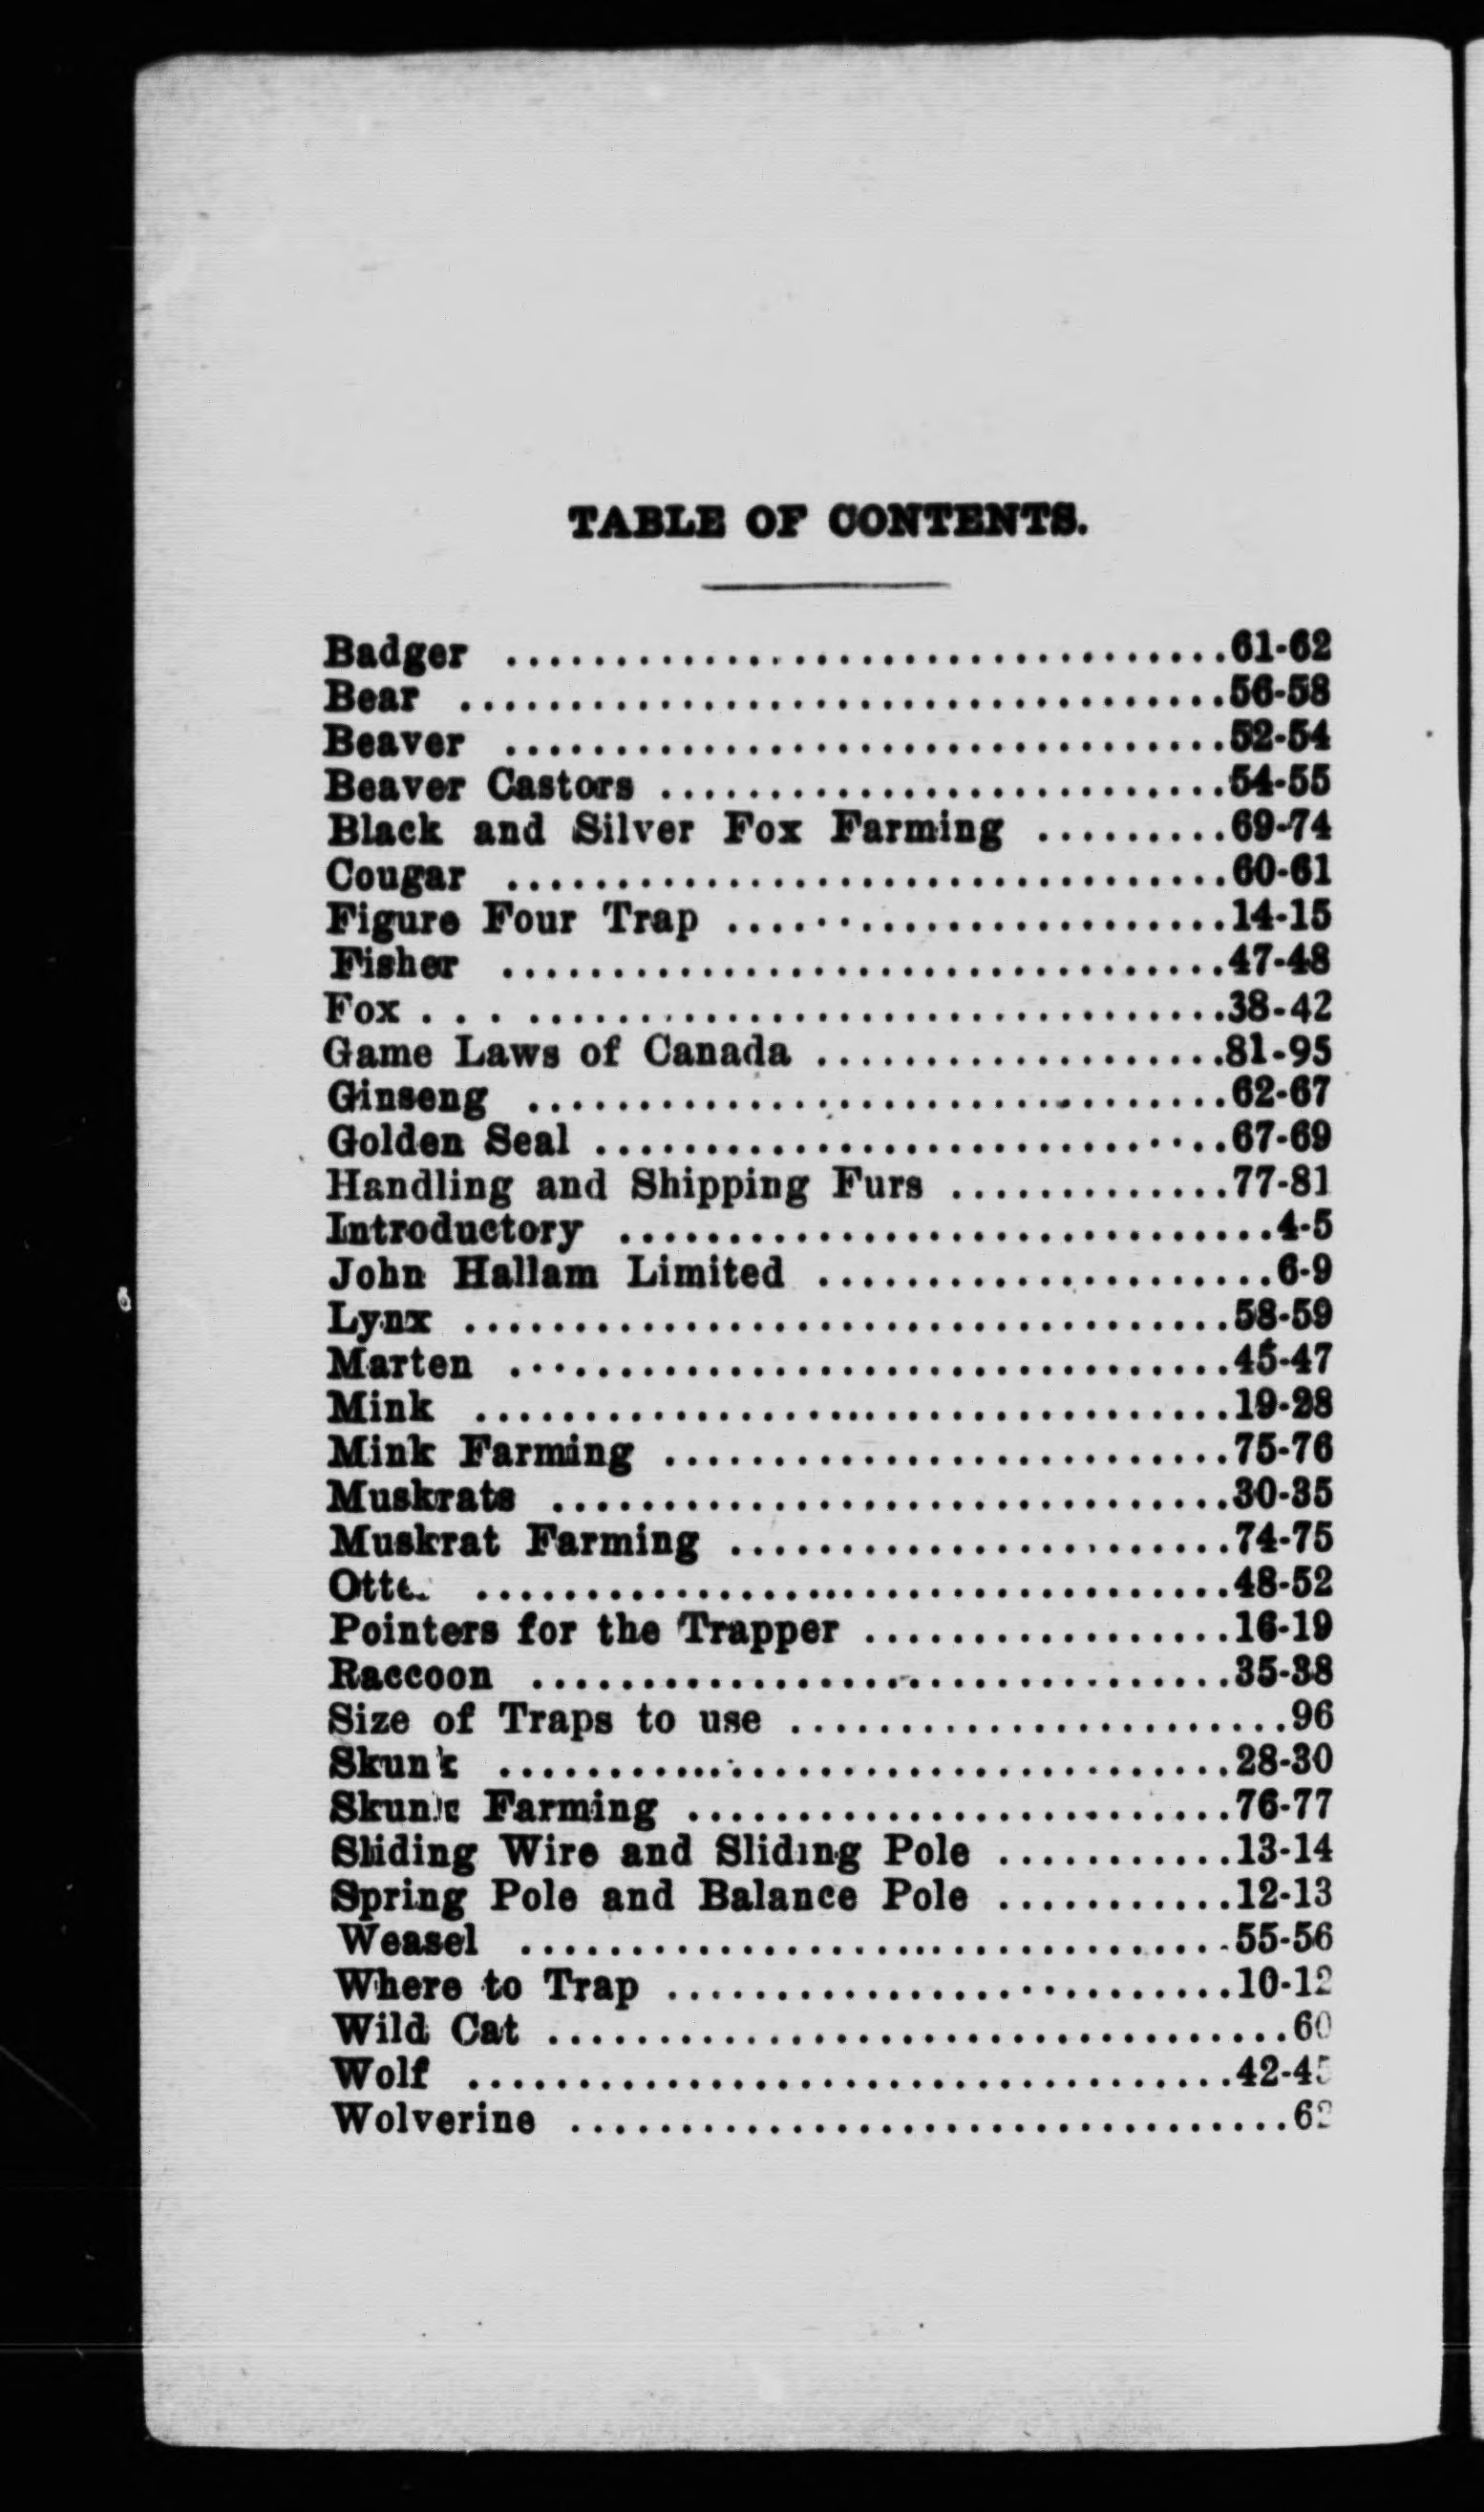 TABLE OF CONTENTS.
Badger ................................. 61-62
Bear ................................... 56-58
Beaver ................................. 52-54
Beaver Castors .......................... 54-55
Black and Silver Fox Farming ......... 69-74
Cougar ................................. 60-61
Figure Four Trap ....................... 14-15
Fisher ................................. 47-48
Fox .................................... 38-42
Game Laws of Canada ................... 81-95
Ginseng ................................ 62-67
Golden Seal ............................. 67-69
Handling and Shipping Furs ............. 77-81
Introductory .............................. 4-5
John Hallam Limited ..................... 6-9
Lynx ................................... 58-59
Marten ................................. 45-47
Mink ................................... 19-28
Mink Farming .......................... 75-76
Muskrats ............................... 30-35
Muskrat Farming ....................... 74-75
Otte. .................................. 48-52
Pointers for the Trapper ................. 16-19
Raccoon ................................ 35-38
Size of Traps to use ....................... 96
Skunk .................................. 28-30
Skunk Farming ......................... 76-77
Sliding Wire and Sliding Pole ........... 13-14
Spring Pole and Balance Pole ........... 12-13
Weasel ................................. 55-56
Where to Trap .......................... 10-12
Wild Cat .................................. 60
Wolf ................................... 42-45
Wolverine .................................